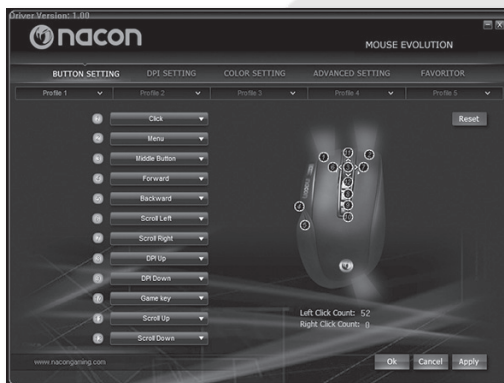 Driver Version: 1.00
nacon
MOUSE EVOLUTION
BUTTON SETTING DPI SETTING COLOR SETTING ADVANCED SETTING FAVORITOR
Profile 1 Profile 2 Profile 3 Profile 4 Profile 5
Reset
Click
Menu
Middle Button
Forward
Backward
Scroll Left
Scroll Right
DPI Up
DPI Down
Game key
Scroll Up
Scroll Down
Left Click Count: 52
Right Click Count: 0
www.nacongaming.com
Ok Cancel Apply